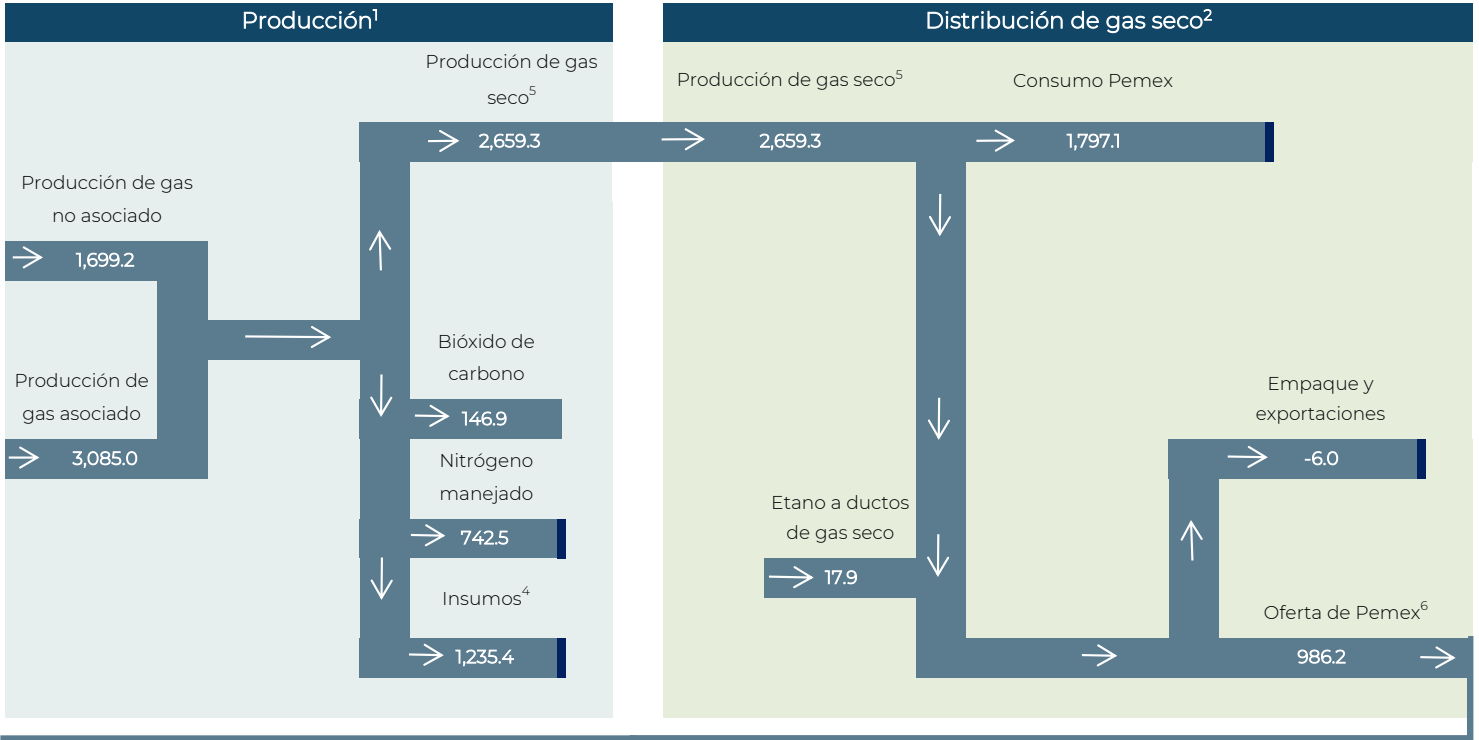 Producción¹
Producción de gas
seco⁵
2,659.3
Producción de gas
no asociado
1,699.2
Producción de
gas asociado
3,085.0
Bióxido de
carbono
146.9
Nitrógeno
manejado
742.5
Insumos⁴
1,235.4
Distribución de gas seco²
Producción de gas seco⁵
2,659.3
Consumo Pemex
1,797.1
Etano a ductos
de gas seco
17.9
Empaque y
exportaciones
-6.0
Oferta de Pemex⁶
986.2